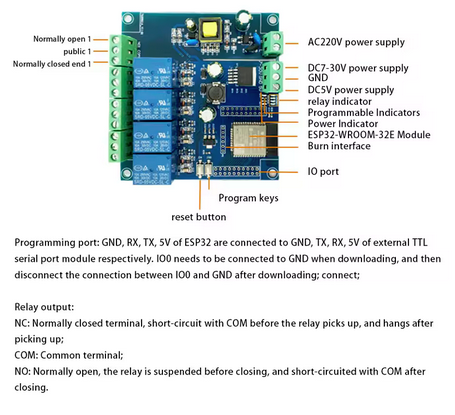 Normally open 1
public 1
Normally closed end 1
AC220V power supply
DC7-30V power supply
GND
DC5V power supply
relay indicator
Programmable Indicators
Power Indicator
ESP32-WROOM-32E Module
Burn interface
IO port
Program keys
reset button
Programming port: GND, RX, TX, 5V of ESP32 are connected to GND, TX, RX, 5V of external TTL
serial port module respectively. IO0 needs to be connected to GND when downloading, and then
disconnect the connection between IO0 and GND after downloading; connect;
Relay output:
NC: Normally closed terminal, short-circuit with COM before the relay picks up, and hangs after
picking up;
COM: Common terminal;
NO: Normally open, the relay is suspended before closing, and short-circuited with COM after
closing.